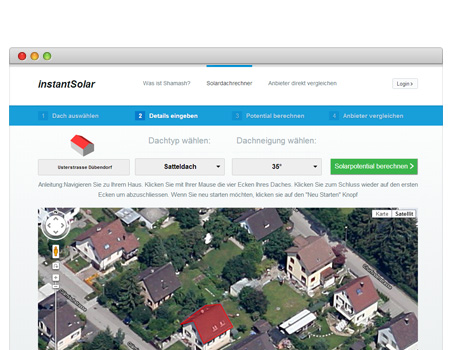 instantSolar
Was ist Shamash? Solardachrechner Anbieter direkt vergleichen Login
1 Dach auswählen 2 Details eingeben 3 Potential berechnen 4 Anbieter vergleichen
Dachtyp wählen: Dachneigung wählen:
Usterstrasse Dübendorf Satteldach 35° Solarpotential berechnen
Anleitung Navigieren Sie zu Ihrem Haus. Klicken Sie mit Ihrer Mause die vier Ecken Ihres Daches. Klicken Sie zum Schluss wieder auf den ersten
Ecken um abzuschliessen. Wenn Sie neu starten möchten, klicken sie auf den "Neu Starten" Knopf
Karte Satellit